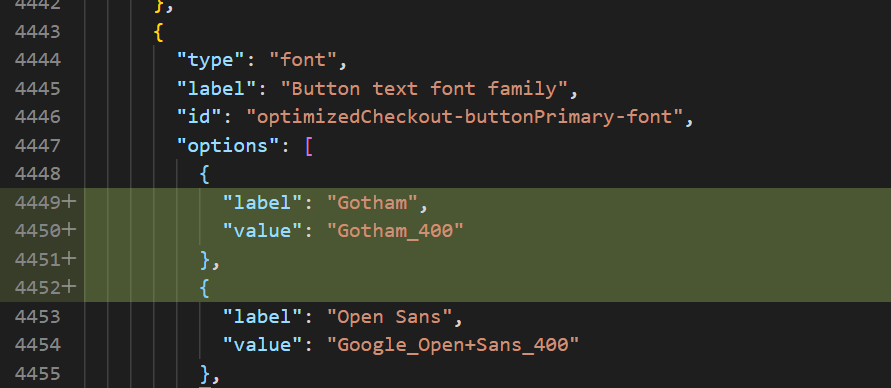 4442 },
4443 {
4444 "type": "font",
4445 "label": "Button text font family",
4446 "id": "optimizedCheckout-buttonPrimary-font",
4447 "options": [
4448 {
4449+ "label": "Gotham",
4450+ "value": "Gotham_400"
4451+ },
4452+ {
4453 "label": "Open Sans",
4454 "value": "Google_Open+Sans_400"
4455 },